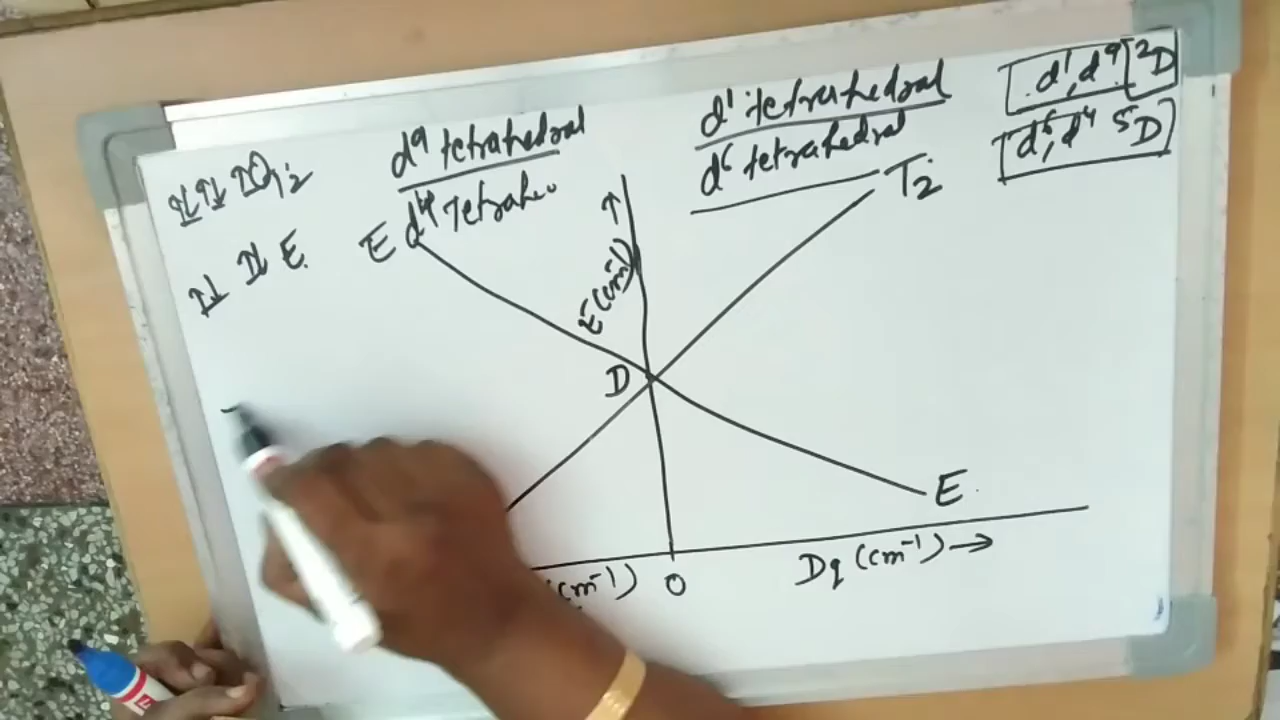 d⁹ tetrahedral
d⁴ Tetrahe
d¹ tetrahedral
d⁶ tetrahedral
d¹, d⁹ ²D
d⁶, d⁴ ⁵D
E
E
T₂
E (cm⁻¹)
D
E
(cm⁻¹) 0
Dq (cm⁻¹) →